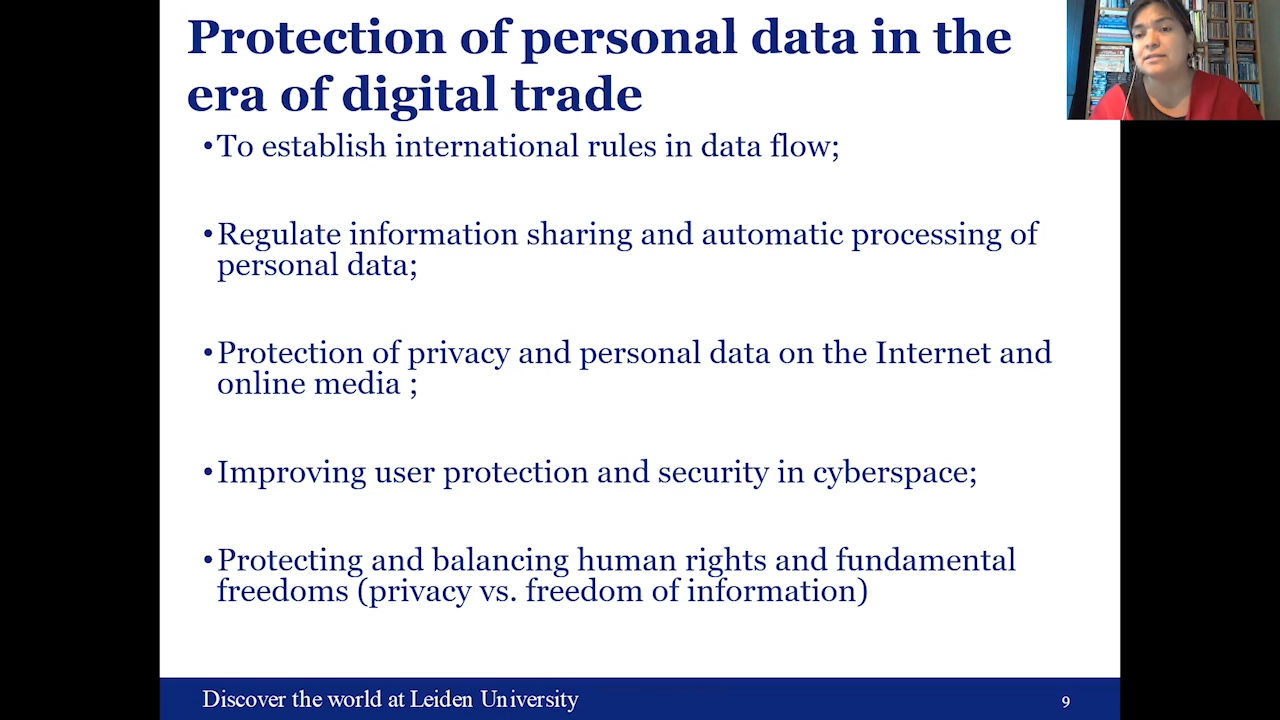 Protection of personal data in the
era of digital trade
•To establish international rules in data flow;
•Regulate information sharing and automatic processing of
personal data;
•Protection of privacy and personal data on the Internet and
online media ;
•Improving user protection and security in cyberspace;
•Protecting and balancing human rights and fundamental
freedoms (privacy vs. freedom of information)
Discover the world at Leiden University
9